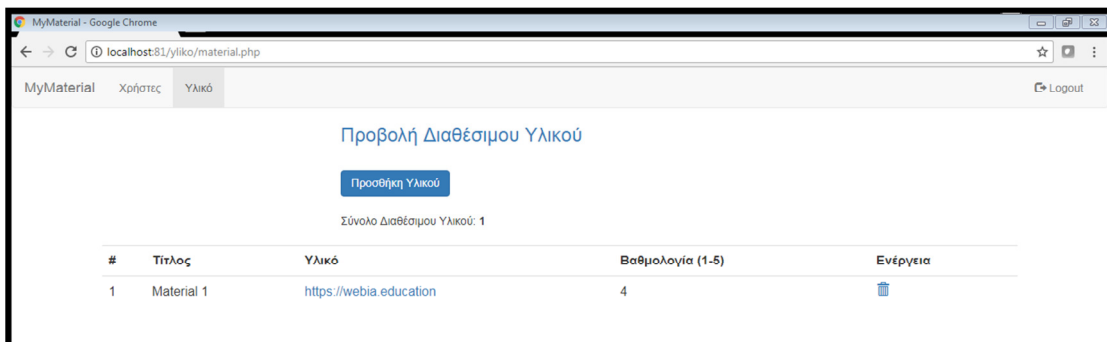 MyMaterial - Google Chrome
localhost:81/yliko/material.php
MyMaterial Χρήστες Υλικό Logout
Προβολή Διαθέσιμου Υλικού
Προσθήκη Υλικού
Σύνολο Διαθέσιμου Υλικού: 1
# Τίτλος Υλικό Βαθμολογία (1-5) Ενέργεια
1 Material 1 https://webia.education 4